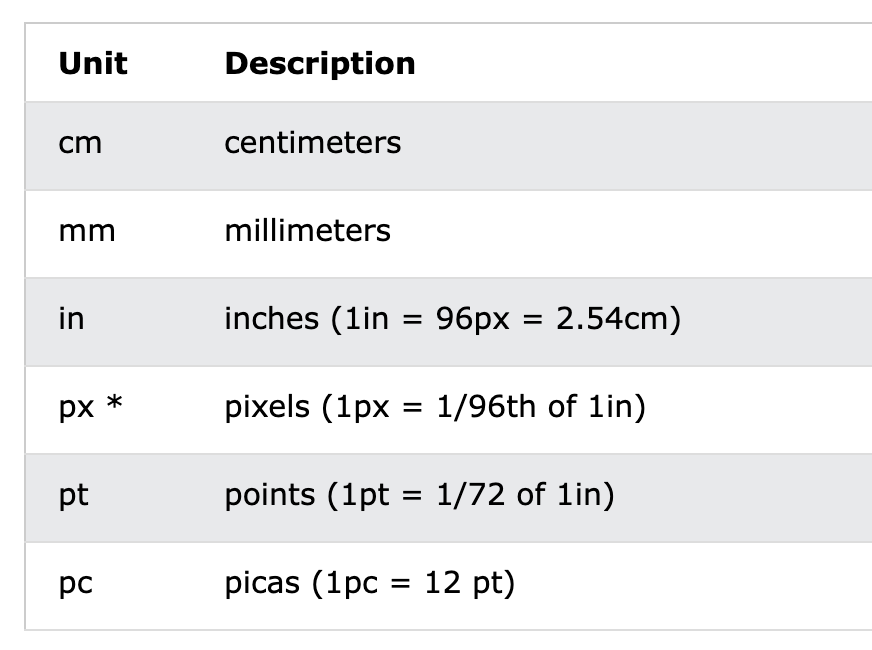 Unit Description
cm centimeters
mm millimeters
in inches (1in = 96px = 2.54cm)
px * pixels (1px = 1/96th of 1in)
pt points (1pt = 1/72 of 1in)
pc picas (1pc = 12 pt)